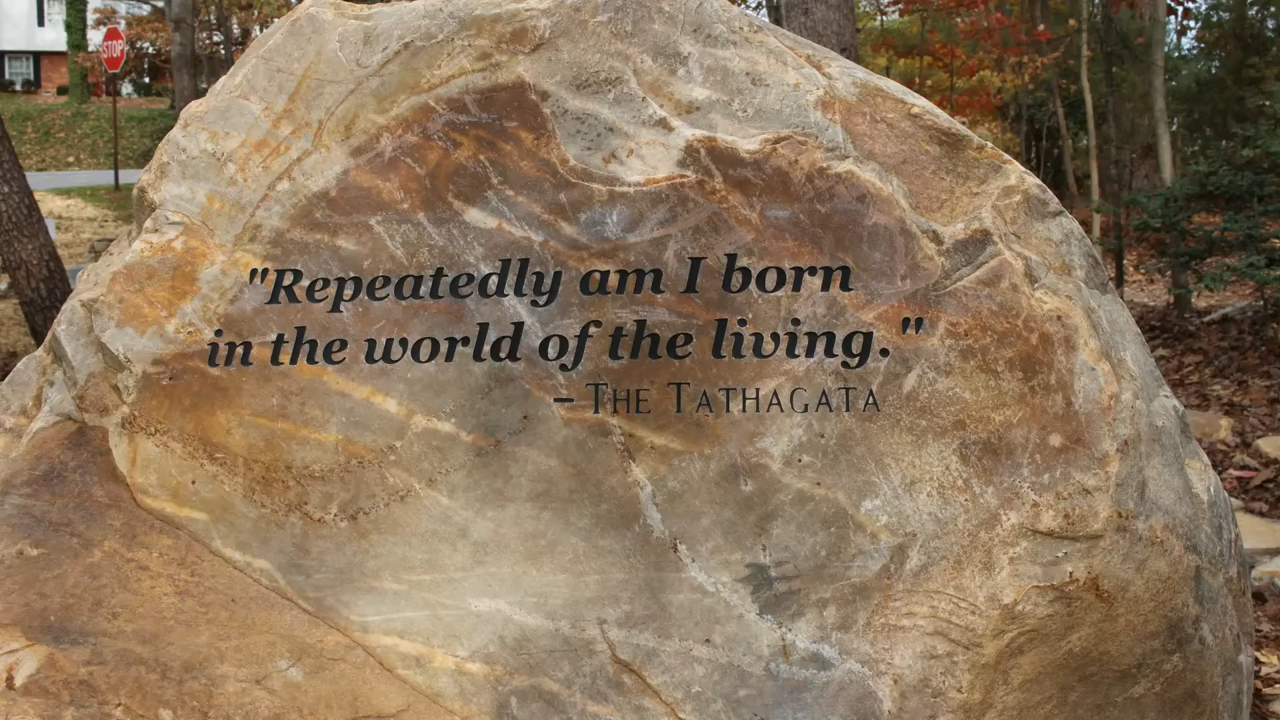 STOP
"Repeatedly am I born
in the world of the living."
– The Tathagata